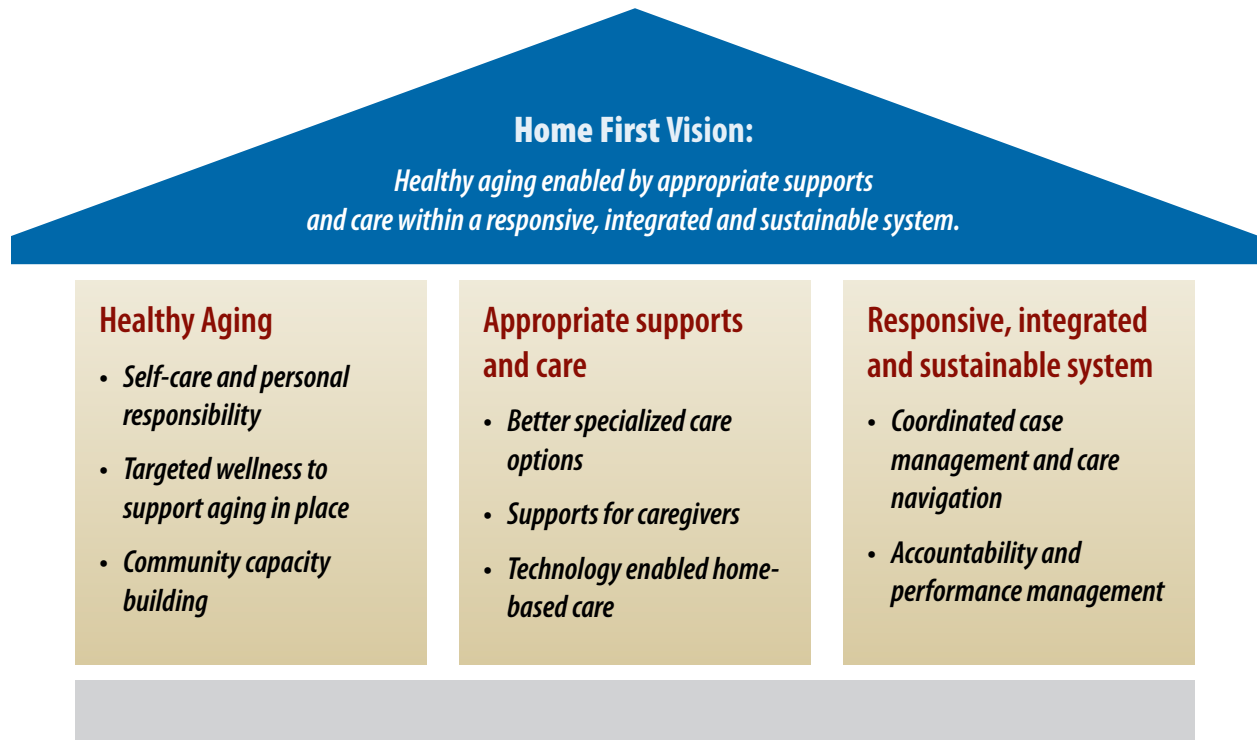 Home First Vision:
Healthy aging enabled by appropriate supports
and care within a responsive, integrated and sustainable system.
Healthy Aging
• Self-care and personal
responsibility
• Targeted wellness to
support aging in place
• Community capacity
building
Appropriate supports
and care
• Better specialized care
options
• Supports for caregivers
• Technology enabled home-
based care
Responsive, integrated
and sustainable system
• Coordinated case
management and care
navigation
• Accountability and
performance management